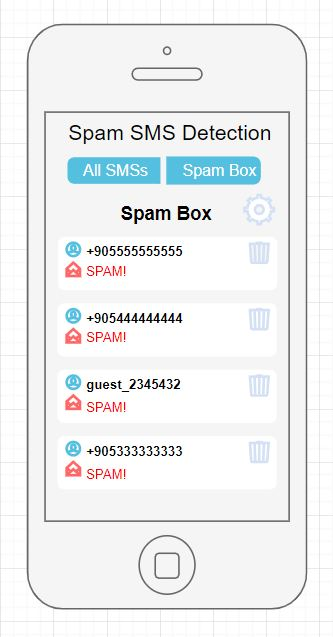 Spam SMS Detection
All SMSs Spam Box
Spam Box
+905555555555
SPAM!
+905444444444
SPAM!
guest_2345432
SPAM!
+905333333333
SPAM!